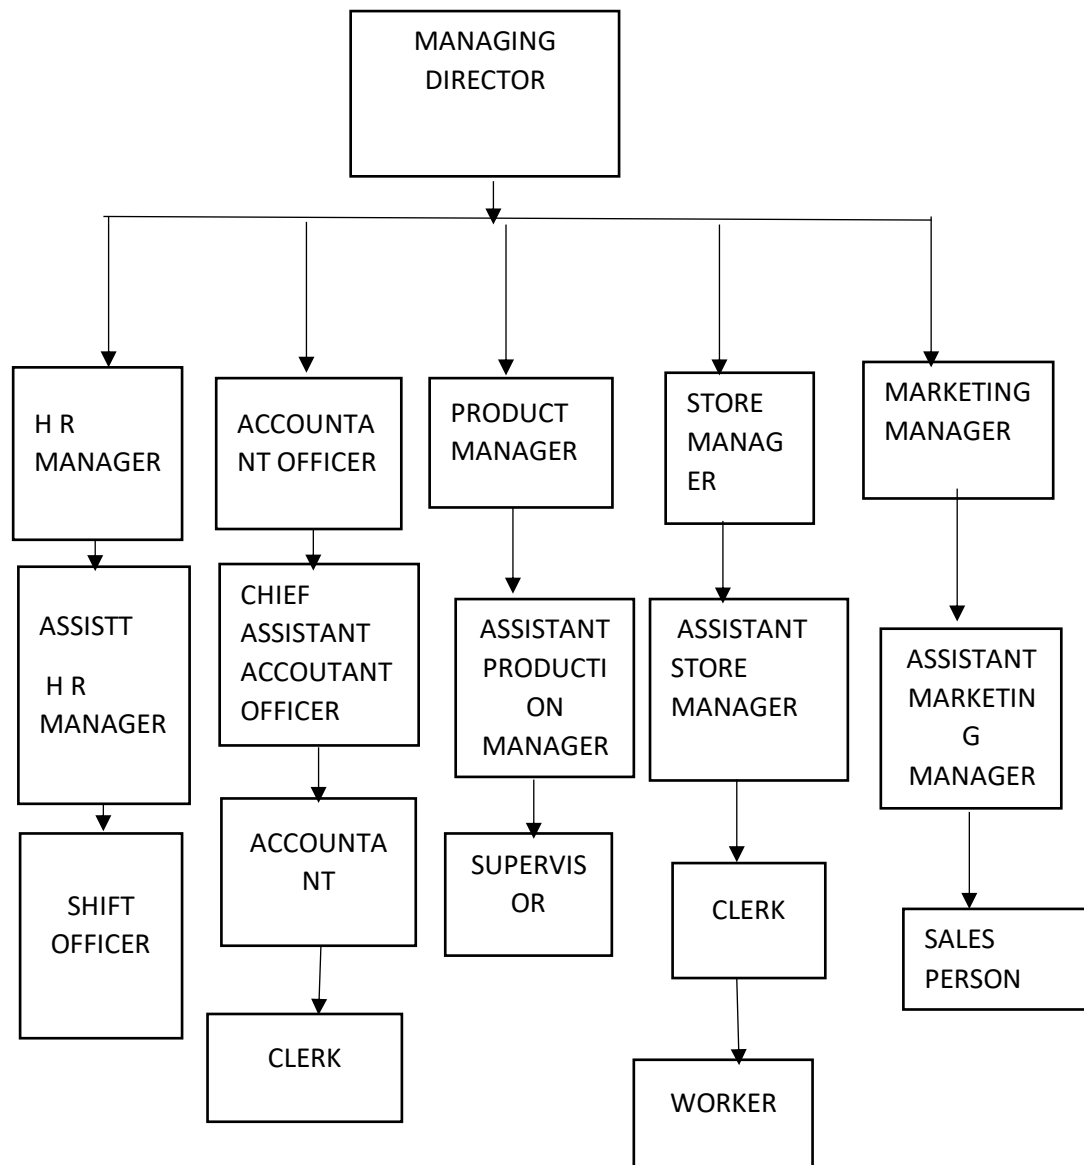 MANAGING
DIRECTOR
H R
MANAGER
ACCOUNTA
NT OFFICER
PRODUCT
MANAGER
STORE
MANAG
ER
MARKETING
MANAGER
ASSISTT
H R
MANAGER
CHIEF
ASSISTANT
ACCOUTANT
OFFICER
ASSISTANT
PRODUCTI
ON
MANAGER
ASSISTANT
STORE
MANAGER
ASSISTANT
MARKETIN
G
MANAGER
SHIFT
OFFICER
ACCOUNTA
NT
SUPERVIS
OR
CLERK
SALES
PERSON
CLERK
WORKER